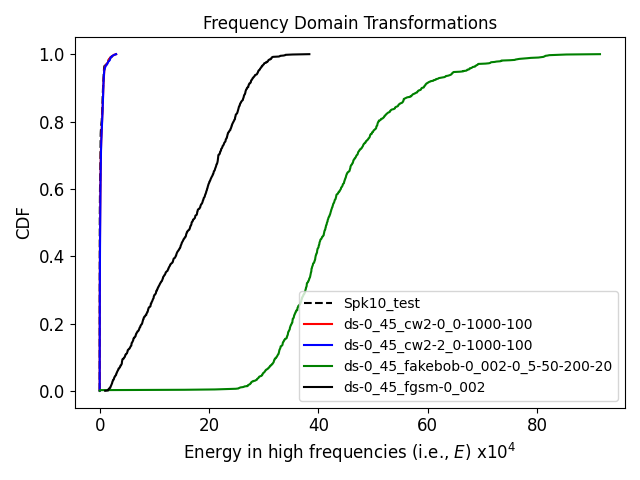 Frequency Domain Transformations
CDF
1.0
0.8
0.6
0.4
0.2
0.0
Spk10_test
ds-0_45_cw2-0_0-1000-100
ds-0_45_cw2-2_0-1000-100
ds-0_45_fakebob-0_002-0_5-50-200-20
ds-0_45_fgsm-0_002
0 20 40 60 80
Energy in high frequencies (i.e., E) x10⁴